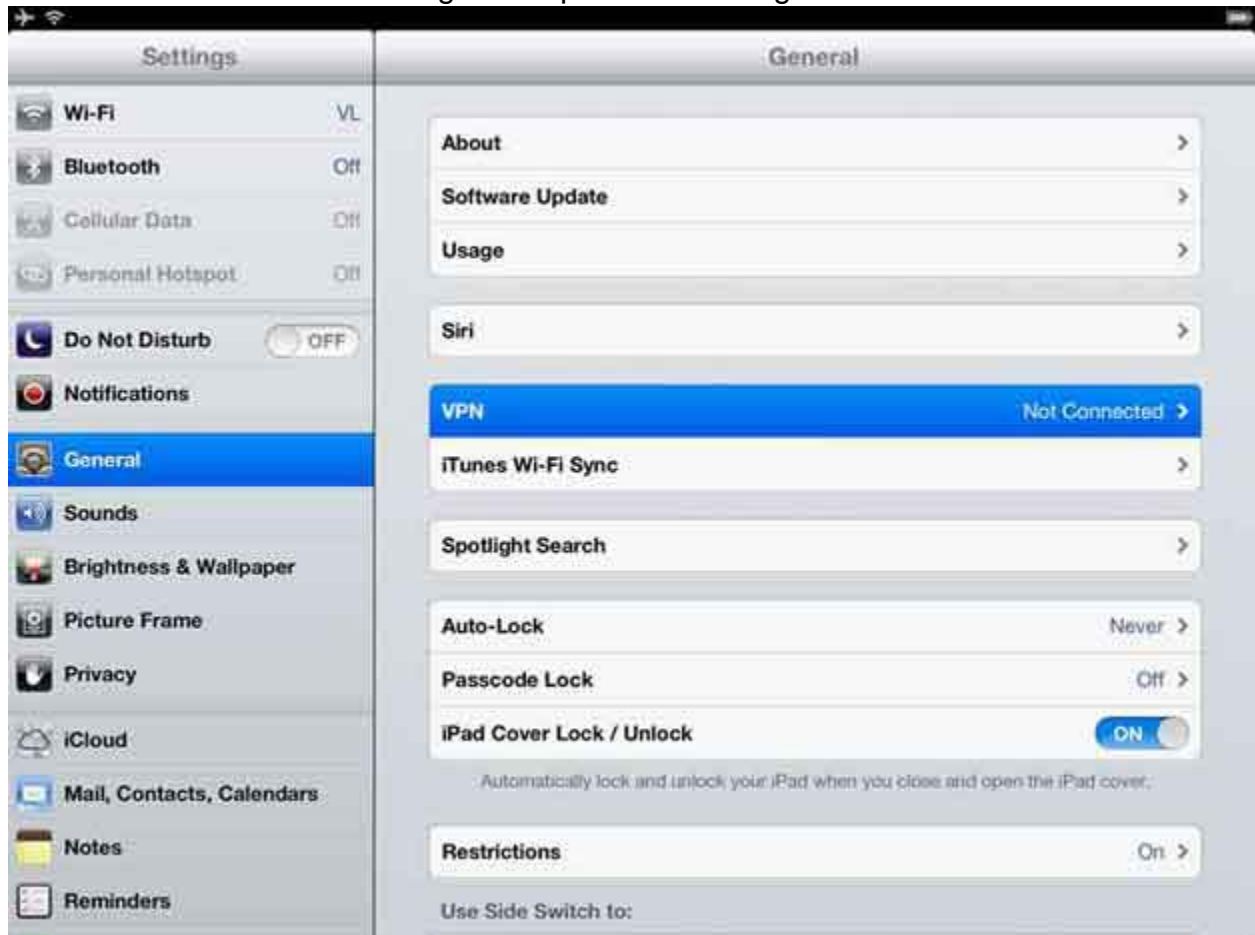 Settings
Wi-Fi VL
Bluetooth Off
Cellular Data Off
Personal Hotspot Off
Do Not Disturb OFF
Notifications
General
Sounds
Brightness & Wallpaper
Picture Frame
Privacy
iCloud
Mail, Contacts, Calendars
Notes
Reminders
General
About
Software Update
Usage
Siri
VPN Not Connected
iTunes Wi-Fi Sync
Spotlight Search
Auto-Lock Never
Passcode Lock Off
iPad Cover Lock / Unlock ON
Automatically lock and unlock your iPad when you close and open the iPad cover.
Restrictions On
Use Side Switch to: